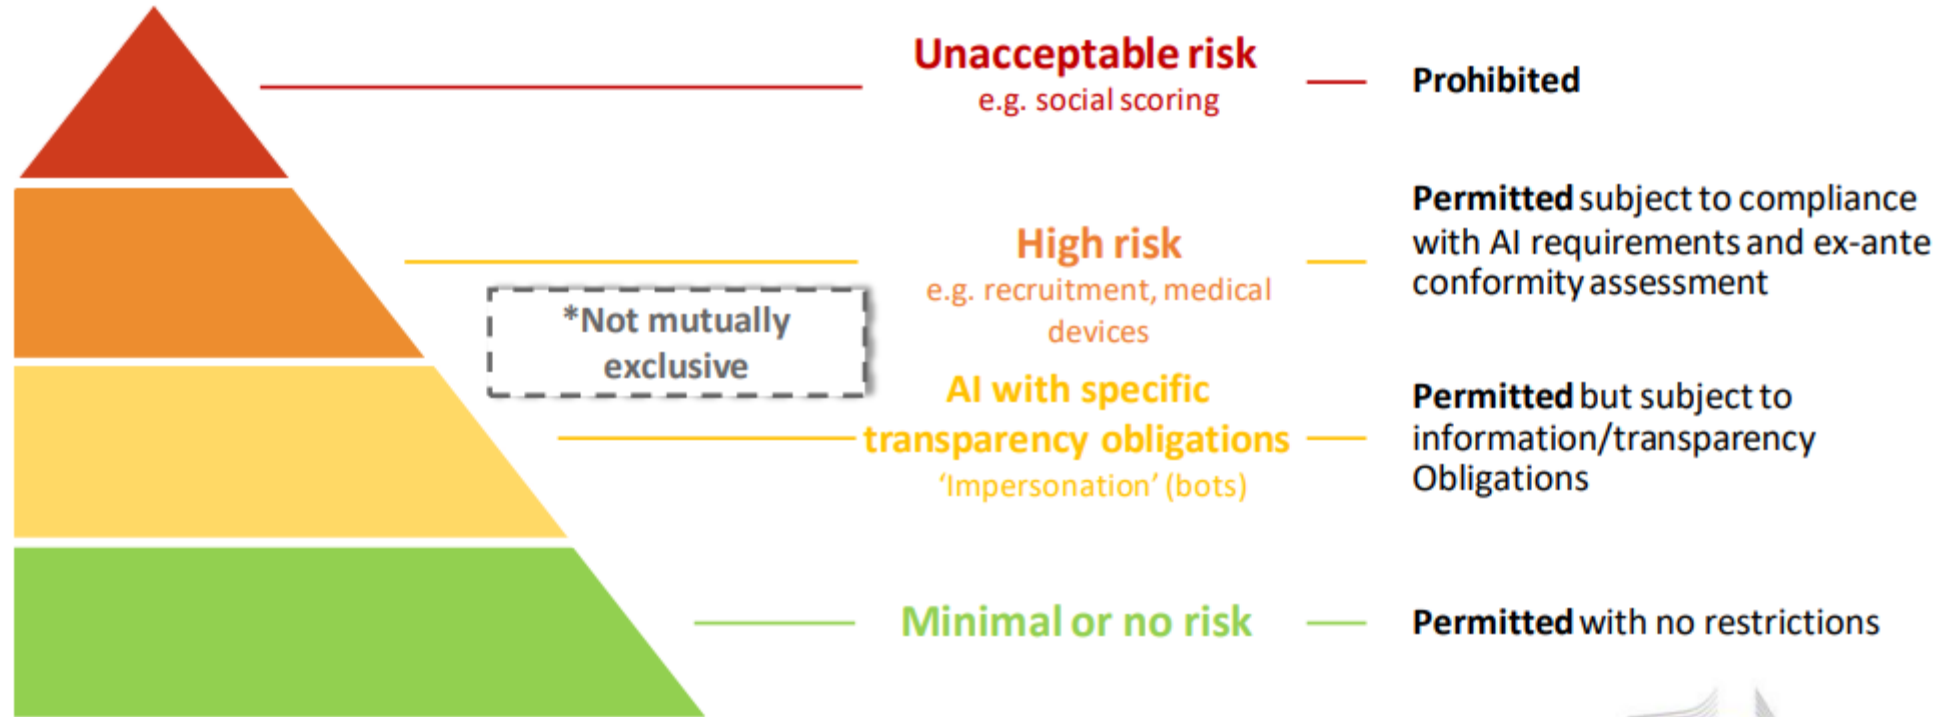 Unacceptable risk
e.g. social scoring
Prohibited
High risk
e.g. recruitment, medical
devices
Permitted subject to compliance
with AI requirements and ex-ante
conformity assessment
*Not mutually
exclusive
AI with specific
transparency obligations
‘Impersonation’ (bots)
Permitted but subject to
information/transparency
Obligations
Minimal or no risk
Permitted with no restrictions